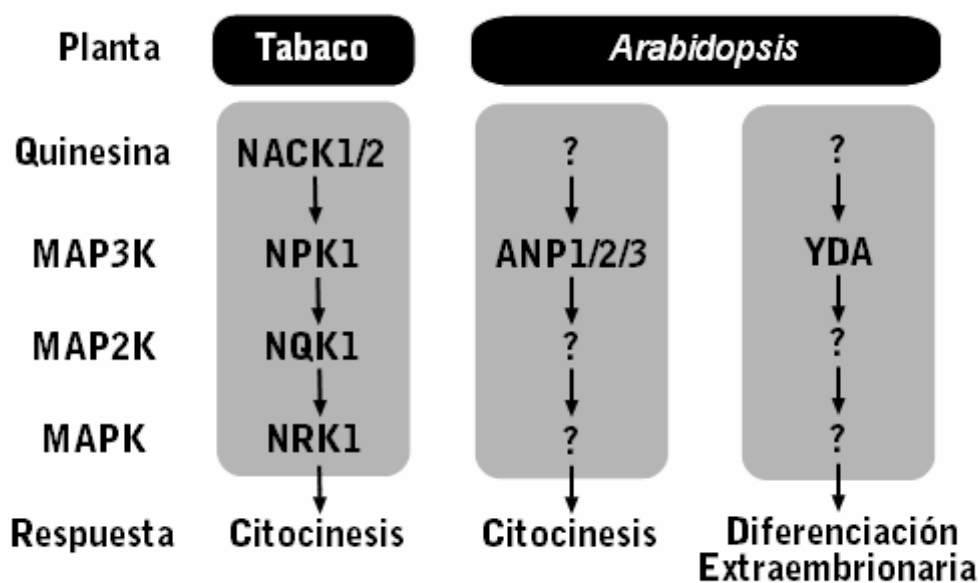 Planta Tabaco Arabidopsis
Quinesina NACK1/2 ? ?
MAP3K NPK1 ANP1/2/3 YDA
MAP2K NQK1 ? ?
MAPK NRK1 ? ?
Respuesta Citocinesis Citocinesis Diferenciación
Extraembrionaria